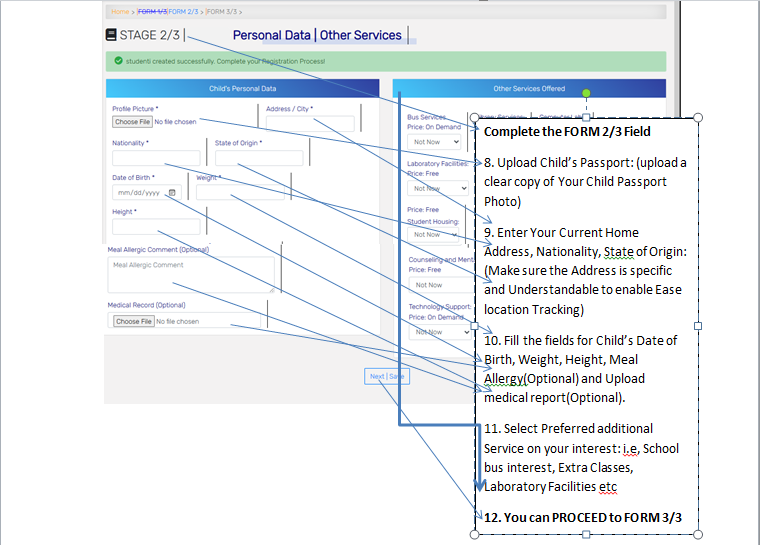 Home > FORM 1/3 FORM 2/3 > FORM 3/3 >
STAGE 2/3
Personal Data | Other Services
studenti created successfully. Complete your Registration Process!
Child's Personal Data
Profile Picture *
Address / City *
Choose File No file chosen
Nationality *
State of Origin *
Date of Birth *
Weight *
mm/dd/yyyy
Height *
Meal Allergic Comment (Optional)
Meal Allergic Comment
Medical Record (Optional)
Choose File No file chosen
Other Services Offered
Bus Services
Price: On Demand
Not Now
Laboratory Facilities:
Price: Free
Not Now
Price: Free
Student Housing:
Not Now
Counseling and Ment
Price: Free
Not Now
Technology Support:
Price: On Demand
Not Now
Next | Save
Complete the FORM 2/3 Field
8. Upload Child's Passport: (upload a
clear copy of Your Child Passport
Photo)
9. Enter Your Current Home
Address, Nationality, State of Origin:
(Make sure the Address is specific
and Understandable to enable Ease
location Tracking)
10. Fill the fields for Child's Date of
Birth, Weight, Height, Meal
Allergy(Optional) and Upload
medical report(Optional).
11. Select Preferred additional
Service on your interest: i.e, School
bus interest, Extra Classes,
Laboratory Facilities etc
12. You can PROCEED to FORM 3/3